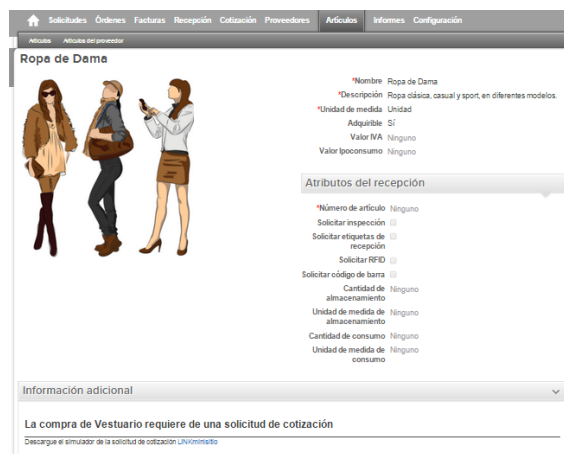 Solicitudes Órdenes Facturas Recepción Cotización Proveedores Artículos Informes Configuración
Artículos Artículos del proveedor
Ropa de Dama
*Nombre Ropa de Dama
*Descripción Ropa clásica, casual y sport, en diferentes modelos.
*Unidad de medida Unidad
Adquirible Sí
Valor IVA Ninguno
Valor Ipoconsumo Ninguno
Atributos del recepción
*Número de artículo Ninguno
Solicitar inspección
Solicitar etiquetas de
recepción
Solicitar RFID
Solicitar código de barra
Cantidad de
almacenamiento
Ninguno
Unidad de medida de
almacenamiento
Ninguno
Cantidad de consumo Ninguno
Unidad de medida de
consumo
Ninguno
Información adicional
La compra de Vestuario requiere de una solicitud de cotización
Descargue el simulador de la solicitud de cotización LINKminisitio